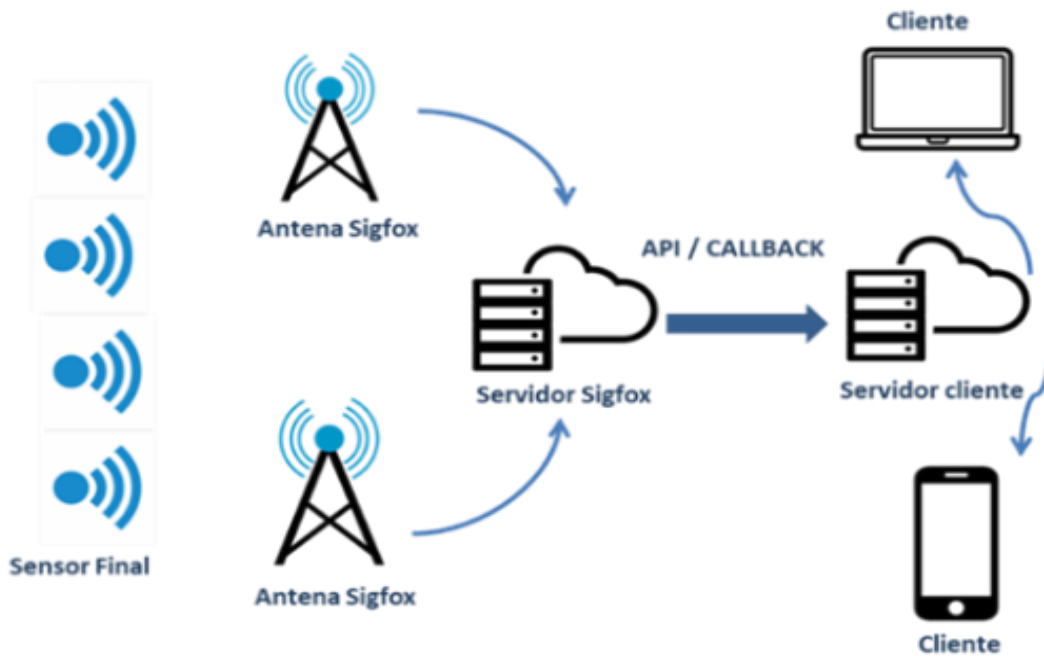 Cliente
Antena Sigfox
API / CALLBACK
Servidor Sigfox
Servidor cliente
Sensor Final
Antena Sigfox
Cliente